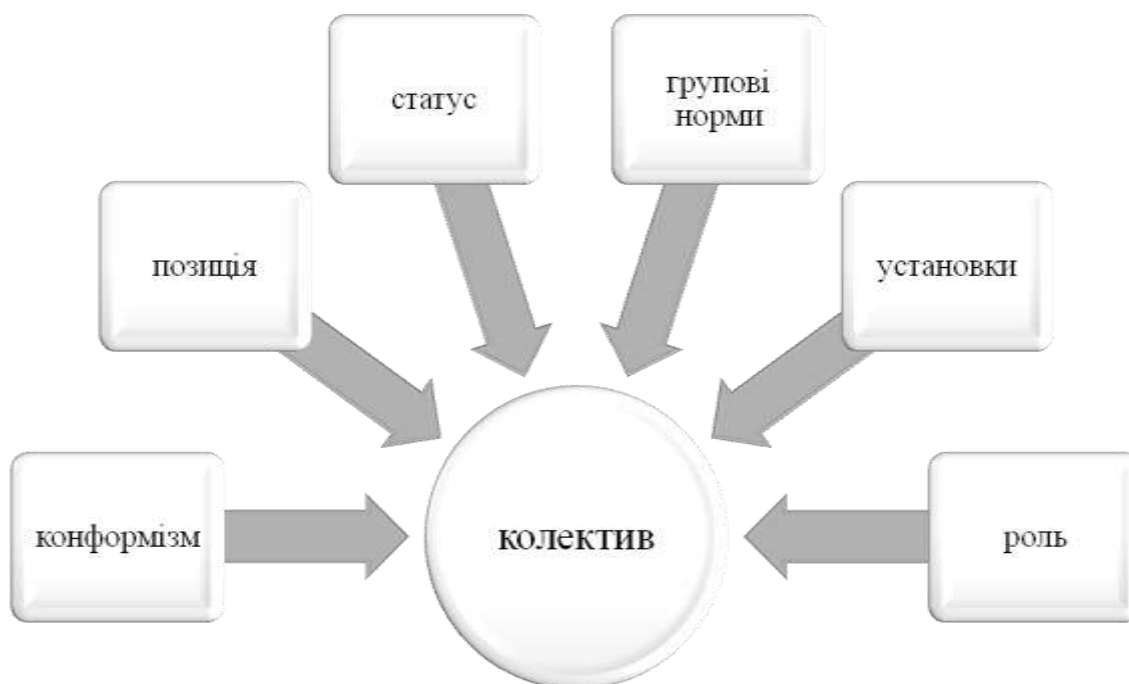 статус
групові
норми
позиція
установки
конформізм
колектив
роль